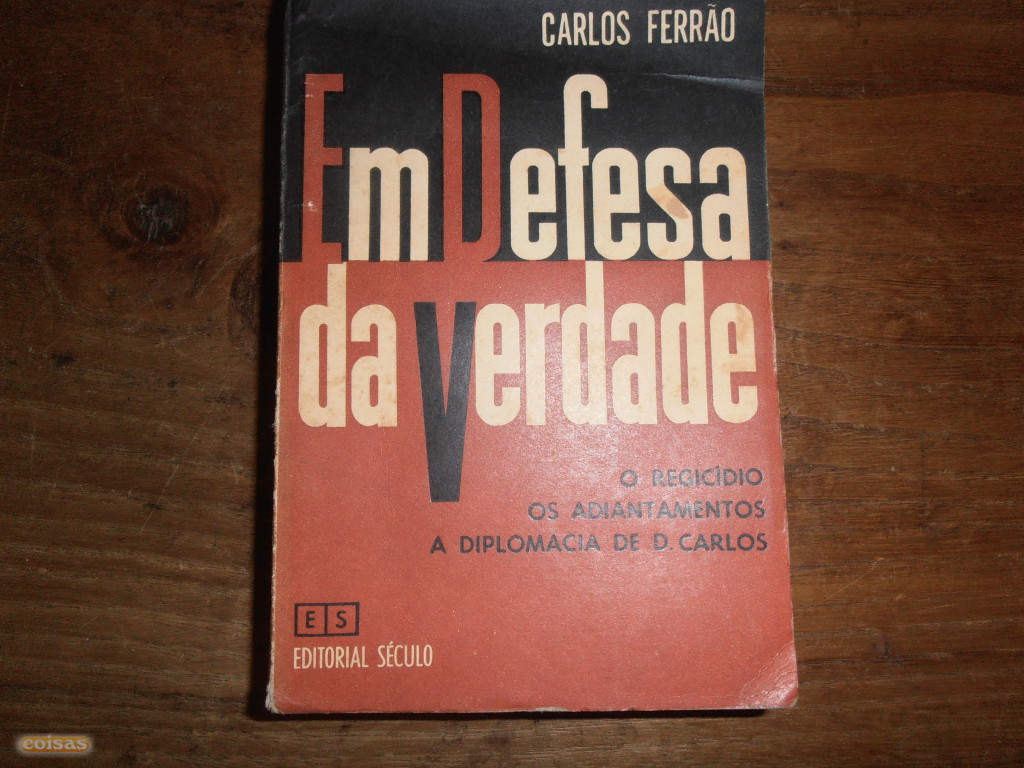 CARLOS FERRÃO
Em Defesa
da Verdade
O REGICÍDIO
OS ADIANTAMENTOS
A DIPLOMACIA DE D. CARLOS
E S
EDITORIAL SÉCULO
coisas